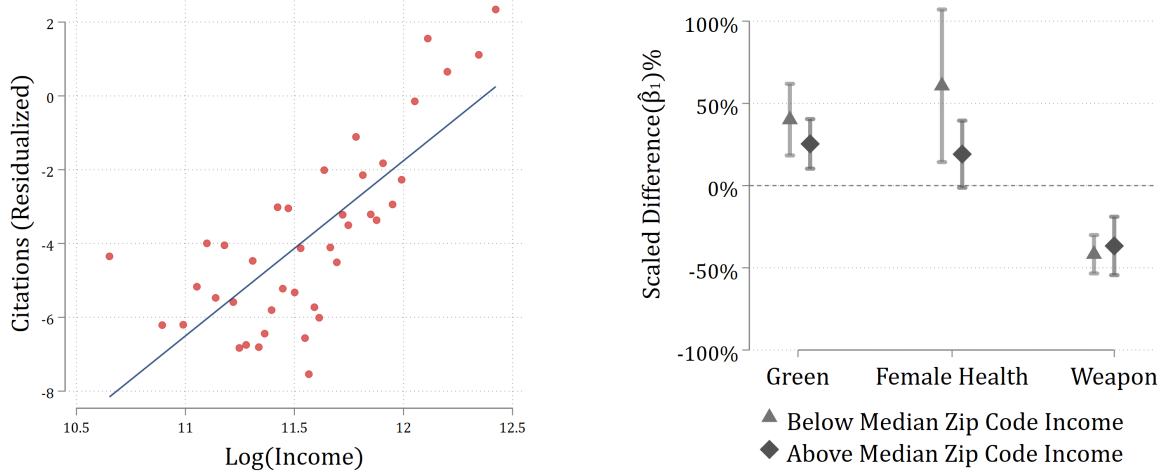 Citations (Residualized)
2
0
-2
-4
-6
-8
10.5 11 11.5 12 12.5
Log(Income)
Scaled Difference(β̂₁)%
100%
50%
0%
-50%
-100%
Green Female Health Weapon
Below Median Zip Code Income
Above Median Zip Code Income